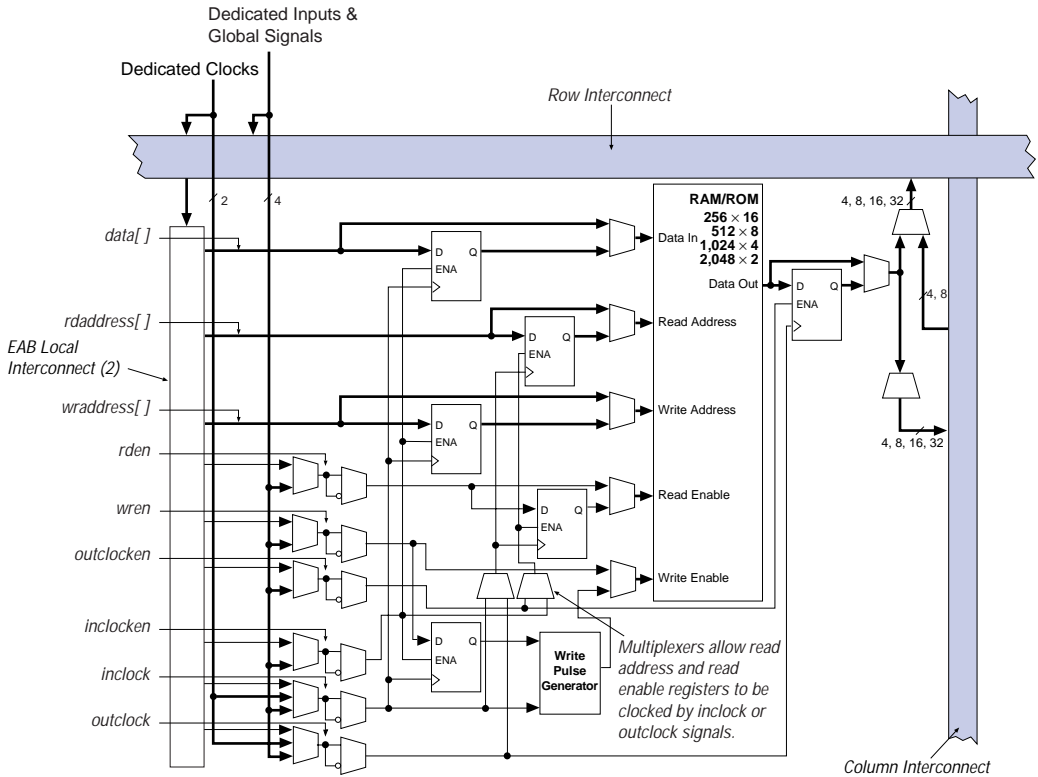 Dedicated Inputs &
Global Signals
Dedicated Clocks
Row Interconnect
2
4
4, 8, 16, 32
RAM/ROM
256 × 16
512 × 8
1,024 × 4
2,048 × 2
data[ ]
D
Q
ENA
Data In
Data Out
D
Q
ENA
4, 8
rdaddress[ ]
D
Q
ENA
Read Address
EAB Local
Interconnect (2)
wraddress[ ]
D
Q
ENA
Write Address
4, 8, 16, 32
rden
D
Q
ENA
Read Enable
wren
outclocken
Write Enable
inclocken
D
Q
ENA
Write
Pulse
Generator
Multiplexers allow read
address and read
enable registers to be
clocked by inclock or
outclock signals.
inclock
outclock
Column Interconnect